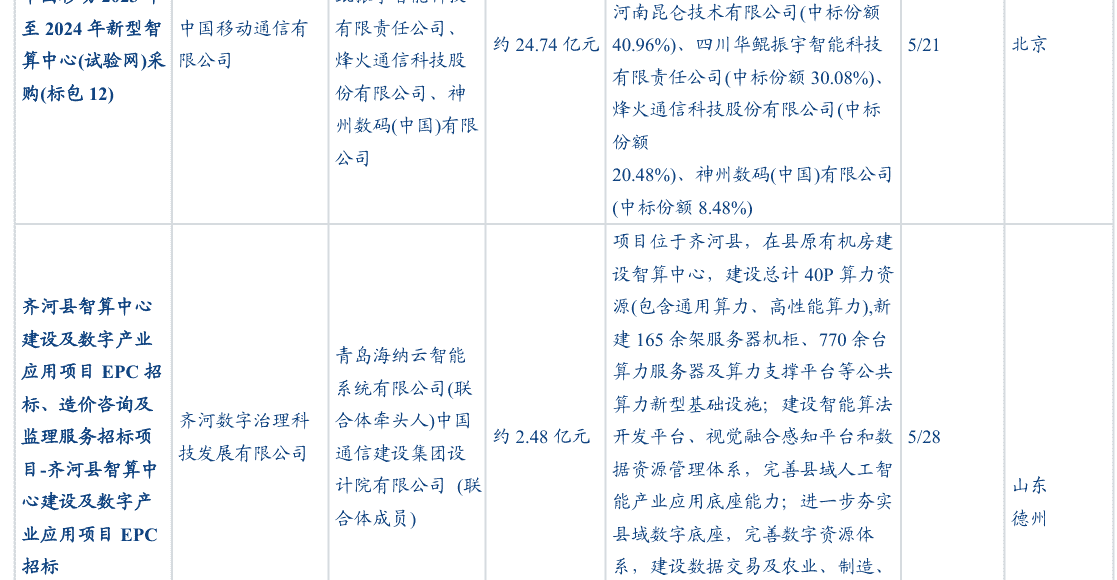 至 2024 年新型智
算中心(试验网)采
购(标包 12)
中国移动通信有
限公司
有限责任公司、
烽火通信科技股
份有限公司、神
州数码(中国)有限
公司
约 24.74 亿元
河南昆仑技术有限公司(中标份额
40.96%)、四川华鲲振宇智能科技
有限责任公司(中标份额 30.08%)、
烽火通信科技股份有限公司(中标
份额
20.48%)、神州数码(中国)有限公司
(中标份额 8.48%)
5/21
北京
齐河县智算中心
建设及数字产业
应用项目 EPC 招
标、造价咨询及
监理服务招标项
目-齐河县智算中
心建设及数字产
业应用项目 EPC
招标
齐河数字治理科
技发展有限公司
青岛海纳云智能
系统有限公司(联
合体牵头人)中国
通信建设集团设
计院有限公司 (联
合体成员)
约 2.48 亿元
项目位于齐河县，在县原有机房建
设智算中心，建设总计 40P 算力资
源(包含通用算力、高性能算力),新
建 165 余架服务器机柜、770 余台
算力服务器及算力支撑平台等公共
算力新型基础设施；建设智能算法
开发平台、视觉融合感知平台和数
据资源管理体系，完善县域人工智
能产业应用底座能力；进一步夯实
县域数字底座，完善数字资源体
系，建设数据交易及农业、制造、
5/28
山东
德州